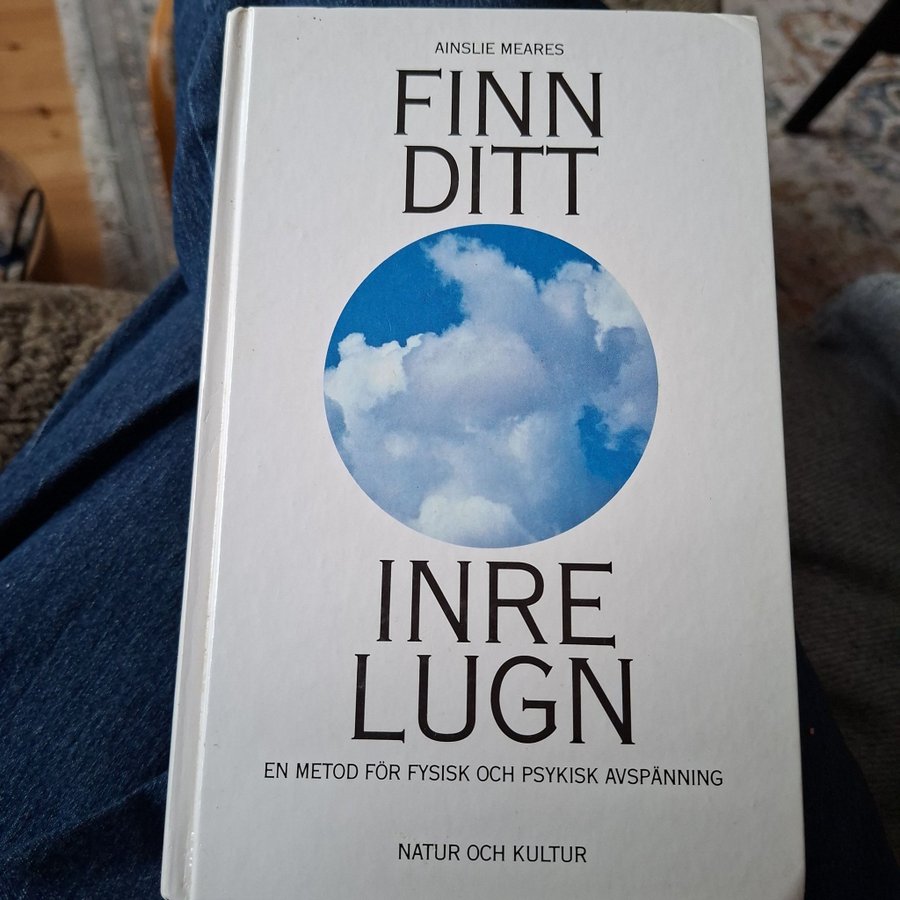 AINSLIE MEARES
FINN
DITT
INRE
LUGN
EN METOD FÖR FYSISK OCH PSYKISK AVSPÄNNING
NATUR OCH KULTUR